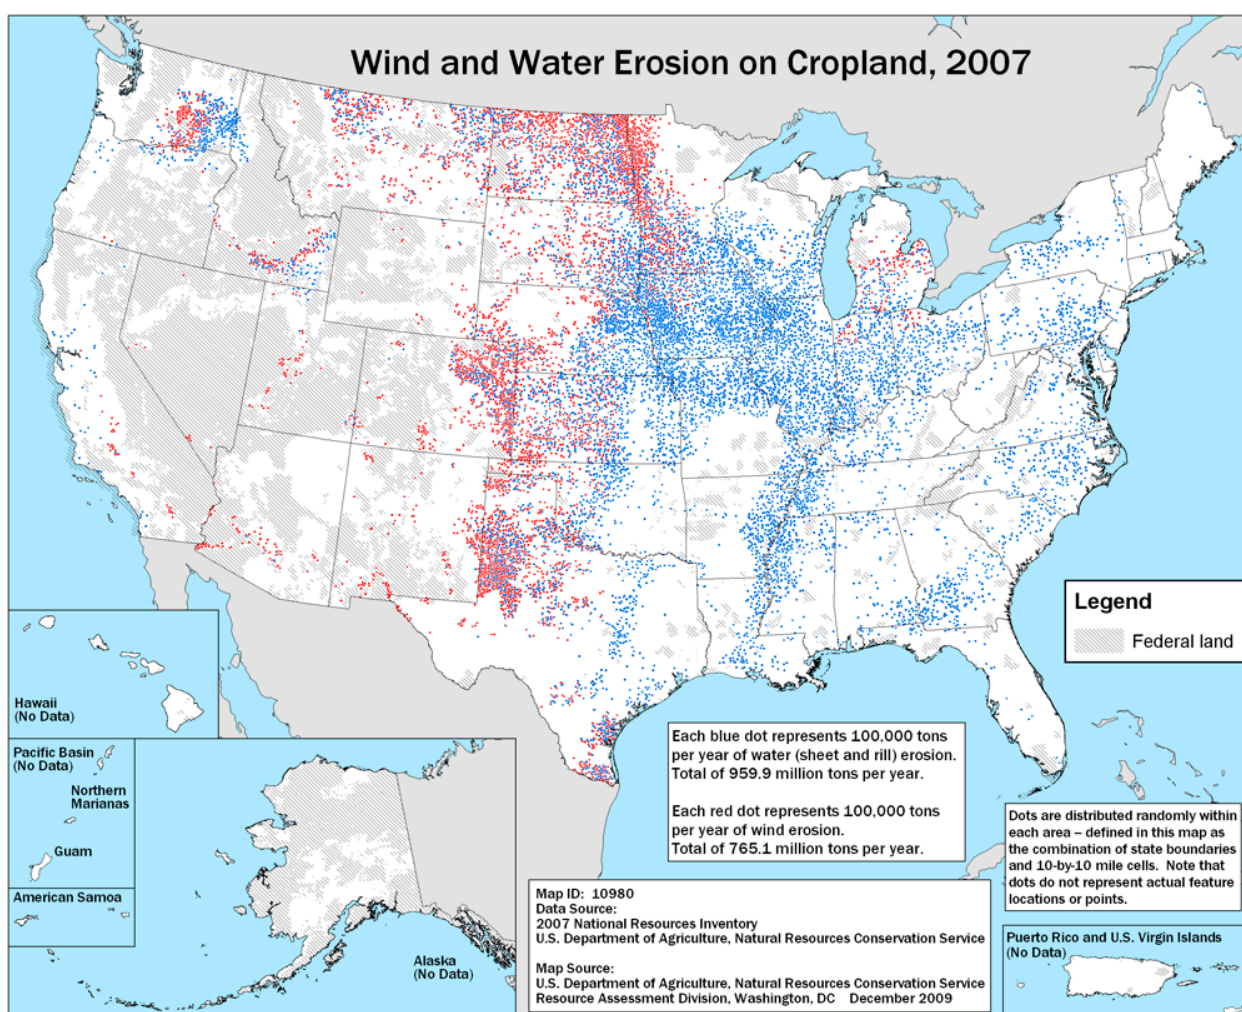 Wind and Water Erosion on Cropland, 2007
Legend
Federal land
Hawaii
(No Data)
Pacific Basin
(No Data)
Northern
Marianas
Guam
American Samoa
Alaska
(No Data)
Each blue dot represents 100,000 tons
per year of water (sheet and rill) erosion.
Total of 959.9 million tons per year.
Each red dot represents 100,000 tons
per year of wind erosion.
Total of 765.1 million tons per year.
Dots are distributed randomly within
each area – defined in this map as
the combination of state boundaries
and 10-by-10 mile cells. Note that
dots do not represent actual feature
locations or points.
Map ID: 10980
Data Source:
2007 National Resources Inventory
U.S. Department of Agriculture, Natural Resources Conservation Service
Map Source:
U.S. Department of Agriculture, Natural Resources Conservation Service
Resource Assessment Division, Washington, DC December 2009
Puerto Rico and U.S. Virgin Islands
(No Data)